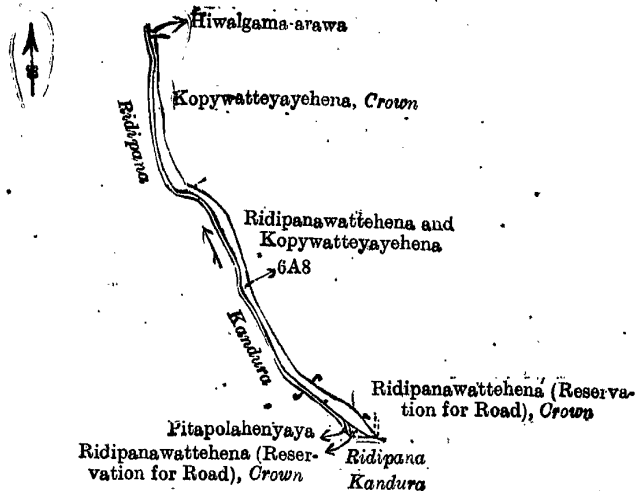 Hiwalgama-arawa
Kopywatteyayehena, Crown
Ridipana
Ridipanawattehena and
Kopywatteyayehena
6A8
Kandura
Ridipanawattehena (Reserva-
tion for Road), Crown
Pitapolahenyaya
Ridipanawattehena (Reser-
vation for Road), Crown
Ridipana
Kandura